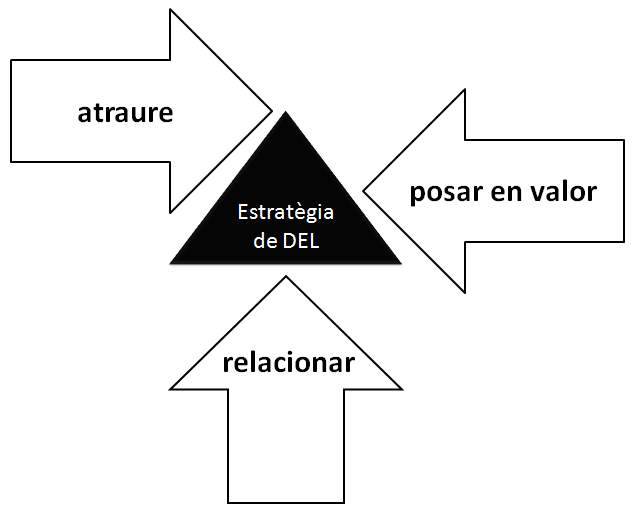 atraure
posar en valor
Estratègia
de DEL
relacionar